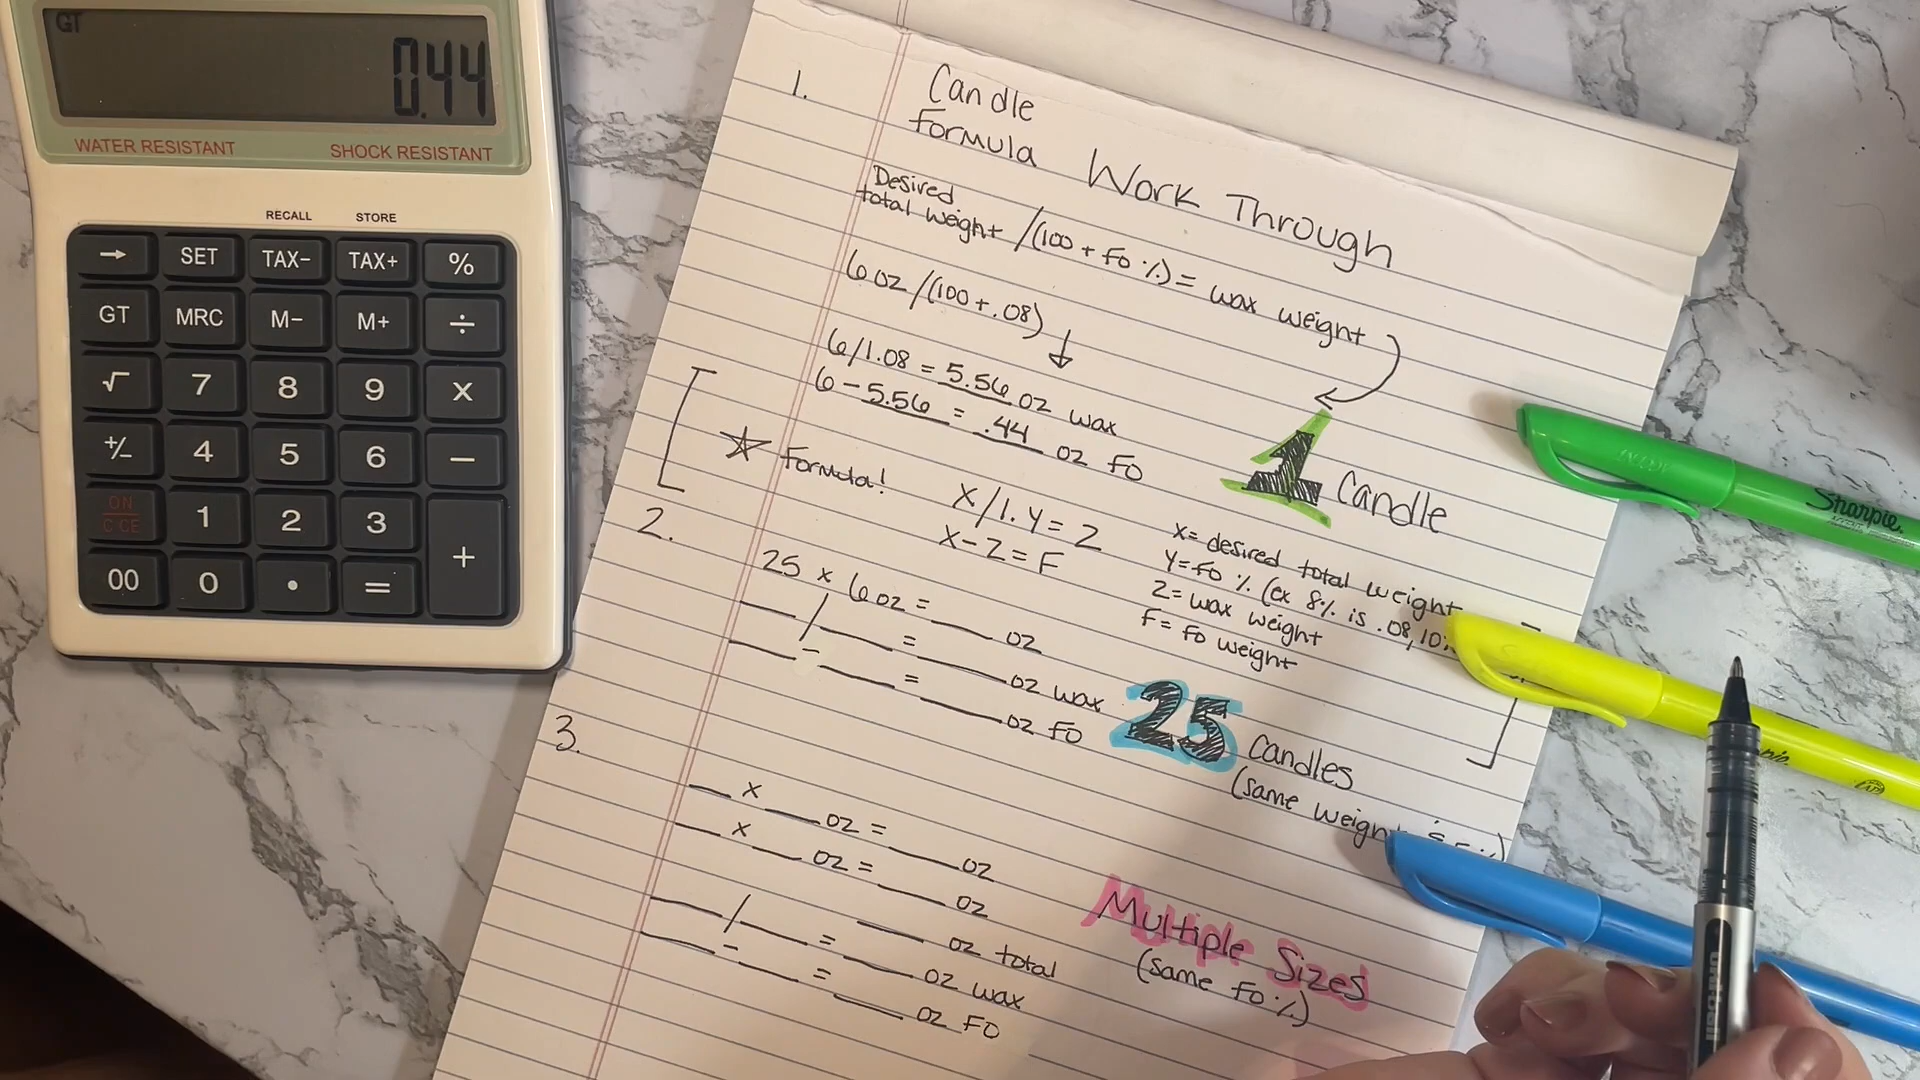 GT
0.44
WATER RESISTANT SHOCK RESISTANT
RECALL STORE
→ SET TAX− TAX+ %
GT MRC M− M+ ÷
√ 7 8 9 X
+/− 4 5 6 −
ON
C·CE 1 2 3 +
00 0 • =
1. Candle
Formula Work Through
Desired
total weight /(100 + FO %) = wax weight
6 oz /(100 + .08)
6/1.08 = 5.56 oz wax
6 − 5.56 = .44 oz FO
1 Candle
☆ Formula! X/1.Y = Z
X − Z = F
X = desired total weight
Y = FO % (ex 8% is .08, 10%
Z = wax weight
F = FO weight
2.
25 x 6 oz = ___ oz
___ / ___ = ___ oz wax
___ − ___ = ___ oz FO
25 Candles
(same weight
3.
__ x ___ oz = ___ oz
__ x ___ oz = ___ oz
___ oz total
___ / ___ = ___ oz wax
___ − ___ = ___ oz FO
Multiple Sizes
(same FO %)
Sharpie
uni-ball